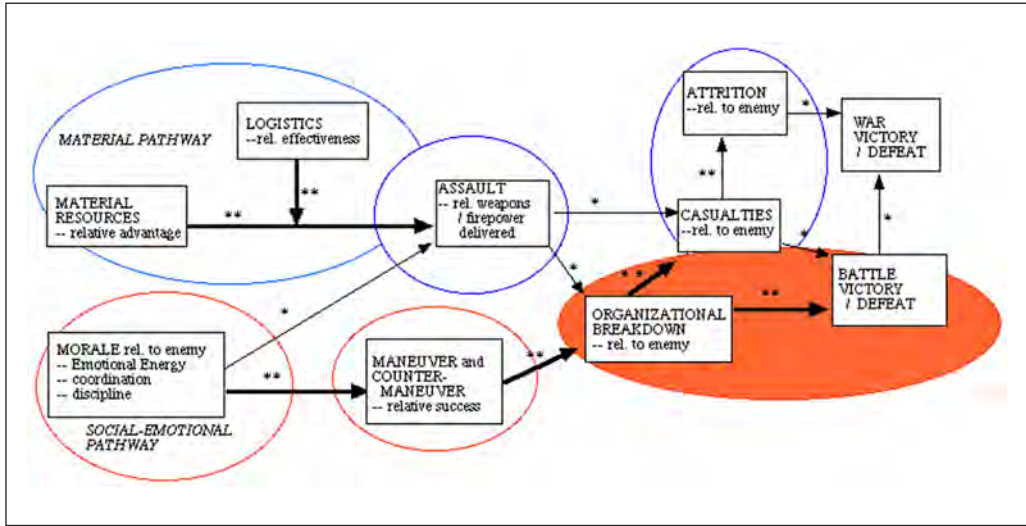 MATERIAL PATHWAY
LOGISTICS
--rel. effectiveness
**
MATERIAL
RESOURCES
-- relative advantage
**
ASSAULT
-- rel. weapons
/ firepower
delivered
*
*
ATTRITION
--rel. to enemy
*
**
WAR
VICTORY
/ DEFEAT
CASUALTIES
--rel. to enemy
*
*
BATTLE
VICTORY
/ DEFEAT
* *
**
ORGANIZATIONAL
BREAKDOWN
-- rel. to enemy
*
MORALE rel. to enemy
-- Emotional Energy
-- coordination
-- discipline
**
MANEUVER and
COUNTER-
MANEUVER
-- relative success
**
SOCIAL-EMOTIONAL
PATHWAY